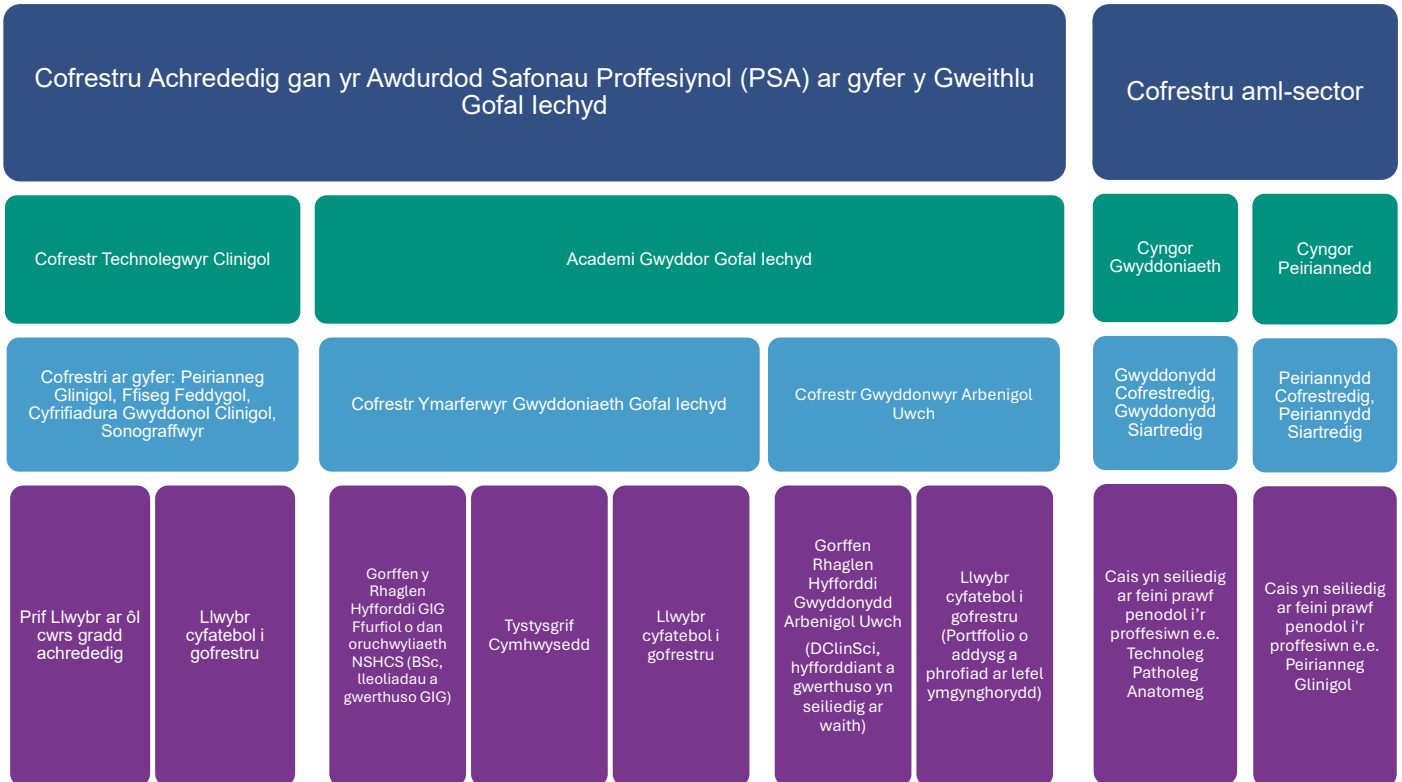 Cofrestru Achrededig gan yr Awdurdod Safonau Proffesiynol (PSA) ar gyfer y Gweithlu
Gofal Iechyd
Cofrestru aml-sector
Cofrestr Technolegwyr Clinigol
Academi Gwyddor Gofal Iechyd
Cyngor
Gwyddoniaeth
Cyngor
Peiriannedd
Cofrestri ar gyfer: Peirianneg
Glinigol, Ffiseg Feddygol,
Cyfrifiadura Gwyddonol Clinigol,
Sonograffwyr
Cofrestr Ymarferwyr Gwyddoniaeth Gofal Iechyd
Cofrestr Gwyddonwyr Arbenigol
Uwch
Gwyddonydd
Cofrestredig,
Gwyddonydd
Siartredig
Peiriannydd
Cofrestredig,
Peiriannydd
Siartredig
Prif Llwybr ar ôl
cwrs gradd
achrededig
Llwybr
cyfatebol i
gofrestru
Gorffen y
Rhaglen
Hyfforddi GIG
Ffurfiol o dan
oruchwyliaeth
NSHCS (BSc,
lleoliadau a
gwerthuso GIG)
Tystysgrif
Cymhwysedd
Llwybr
cyfatebol i
gofrestru
Gorffen
Rhaglen
Hyfforddi
Gwyddonydd
Arbenigol Uwch
(DClinSci,
hyfforddiant a
gwerthuso yn
seiliedig ar
waith)
Llwybr
cyfatebol i
gofrestru
(Portffolio o
addysg a
phrofiad ar lefel
ymgynghorydd)
Cais yn seiliedig
ar feini prawf
penodol i’r
proffesiwn e.e.
Technoleg
Patholeg
Anatomeg
Cais yn seiliedig
ar feini prawf
penodol i'r
proffesiwn e.e.
Peirianneg
Glinigol